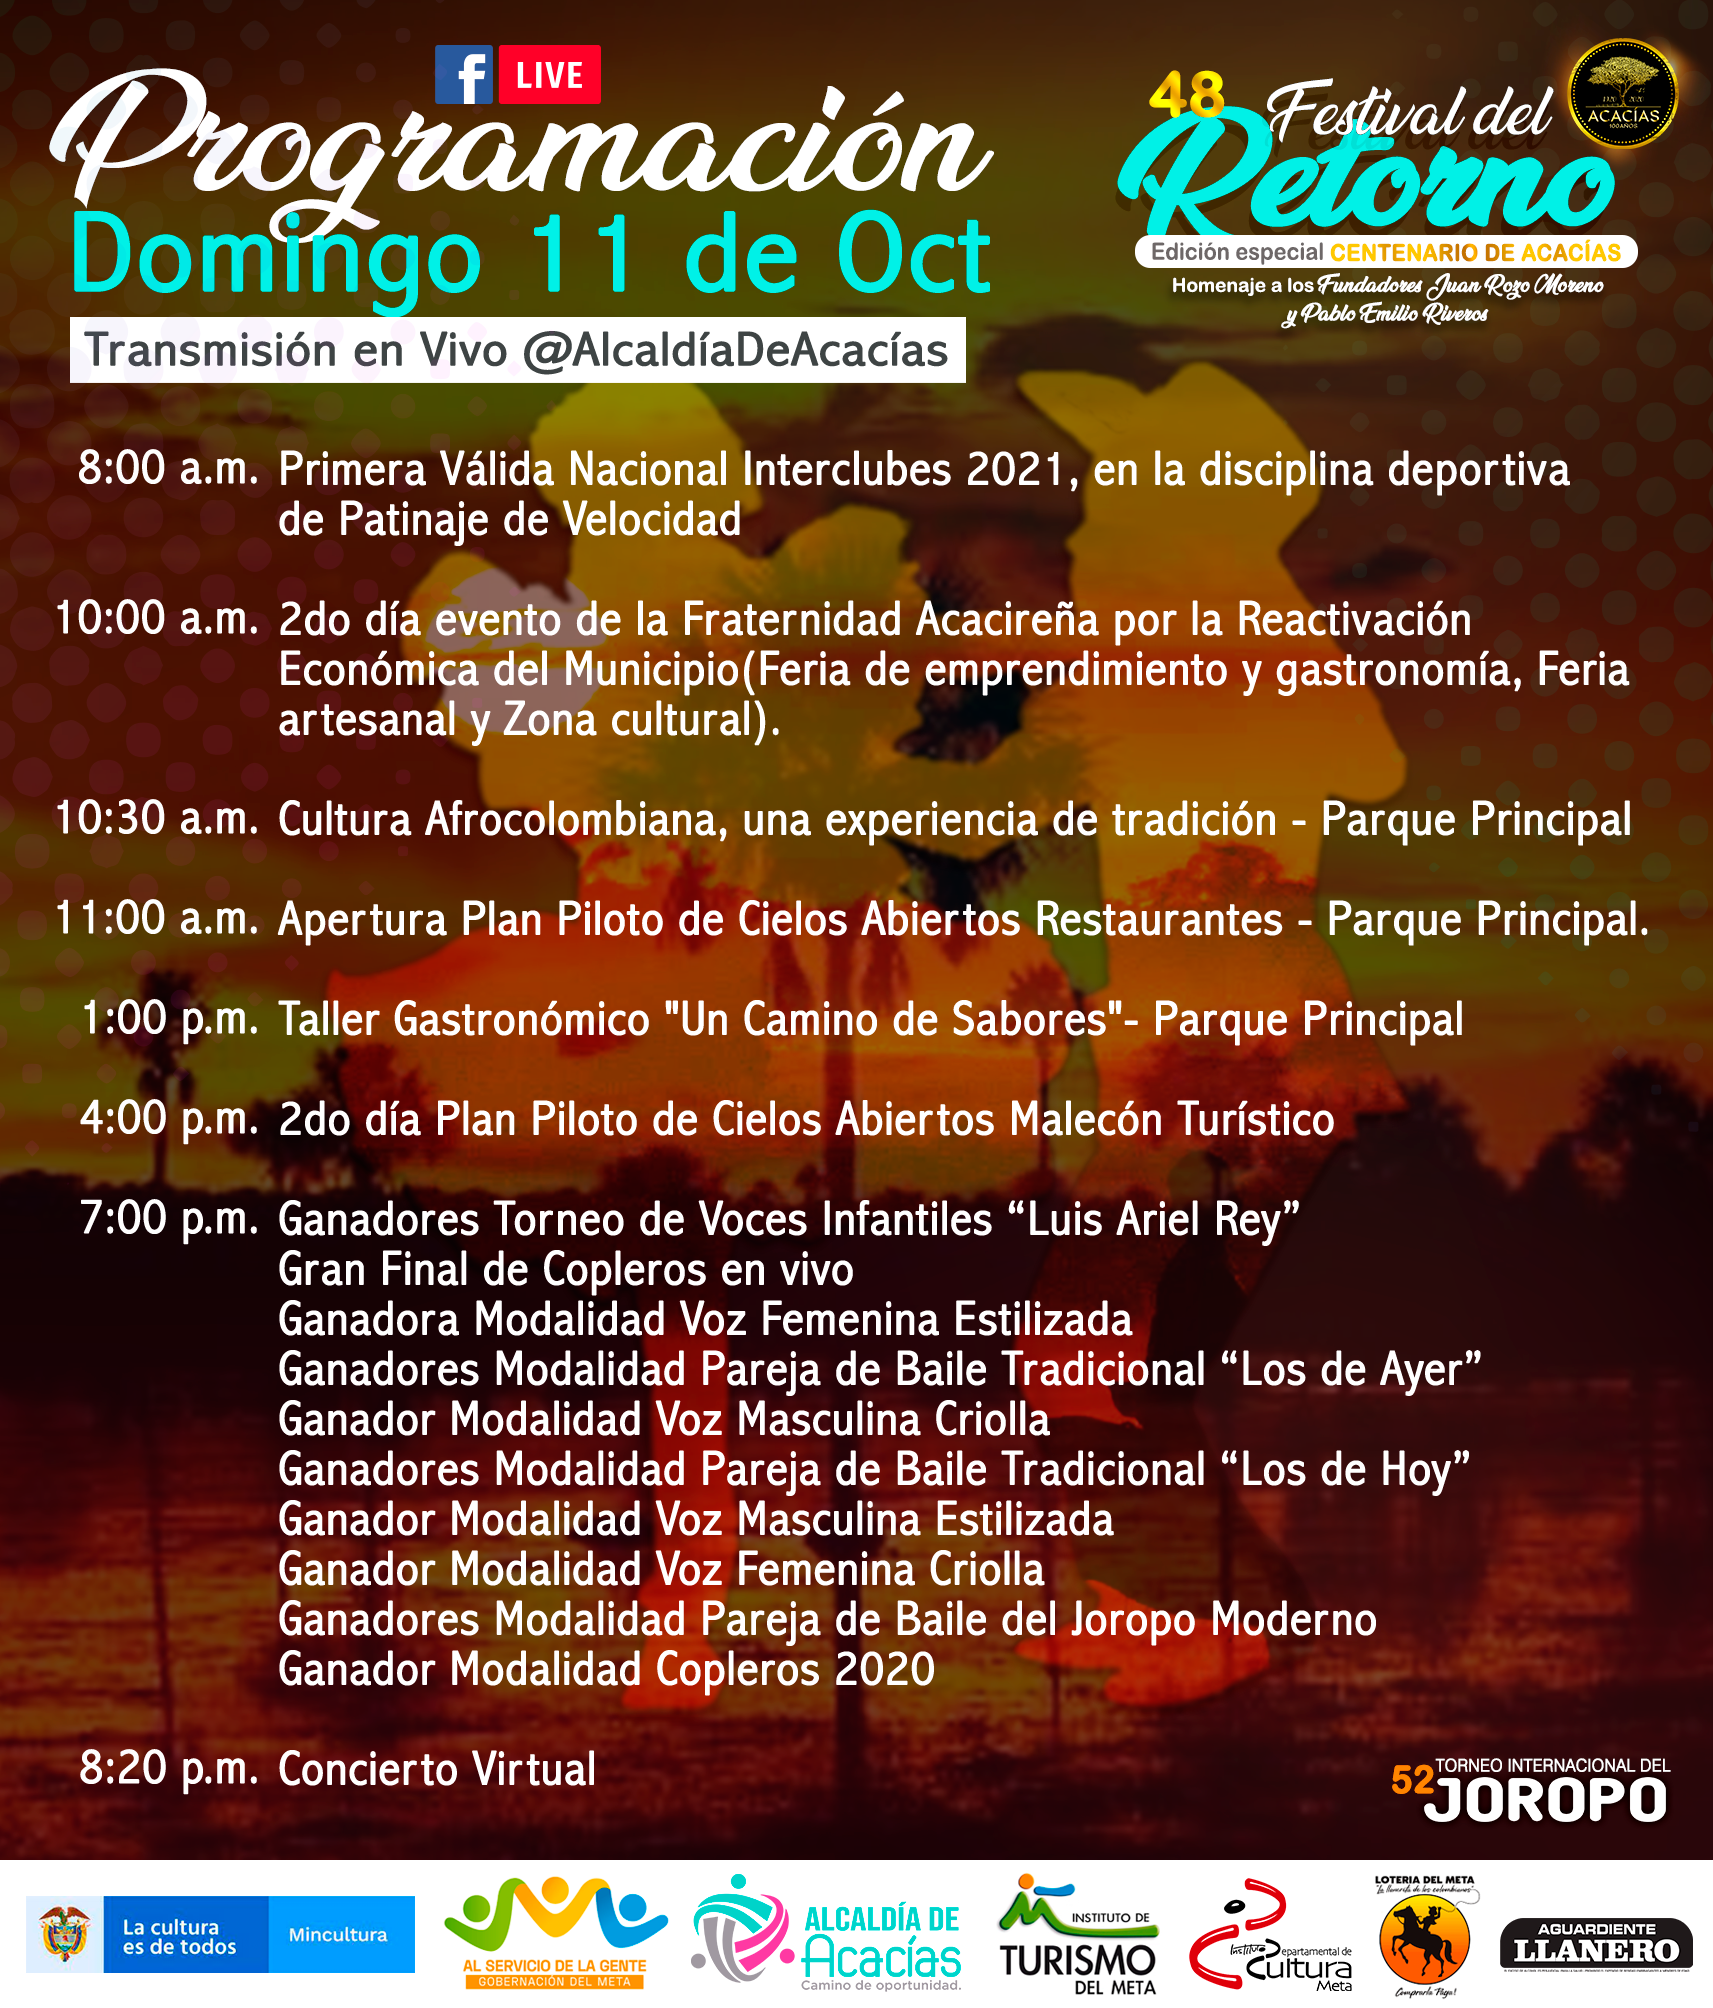 f LIVE
Programación
Domingo 11 de Oct
Transmisión en Vivo @AlcaldíaDeAcacías
48 Festival del
Retorno
ACACÍAS
100 AÑOS
Edición especial CENTENARIO DE ACACÍAS
Homenaje a los Fundadores Juan Rozo Moreno
y Pablo Emilio Riveros
8:00 a.m. Primera Válida Nacional Interclubes 2021, en la disciplina deportiva
de Patinaje de Velocidad
10:00 a.m. 2do día evento de la Fraternidad Acacireña por la Reactivación
Económica del Municipio(Feria de emprendimiento y gastronomía, Feria
artesanal y Zona cultural).
10:30 a.m. Cultura Afrocolombiana, una experiencia de tradición - Parque Principal
11:00 a.m. Apertura Plan Piloto de Cielos Abiertos Restaurantes - Parque Principal.
1:00 p.m. Taller Gastronómico "Un Camino de Sabores"- Parque Principal
4:00 p.m. 2do día Plan Piloto de Cielos Abiertos Malecón Turístico
7:00 p.m. Ganadores Torneo de Voces Infantiles “Luis Ariel Rey”
Gran Final de Copleros en vivo
Ganadora Modalidad Voz Femenina Estilizada
Ganadores Modalidad Pareja de Baile Tradicional “Los de Ayer”
Ganador Modalidad Voz Masculina Criolla
Ganadores Modalidad Pareja de Baile Tradicional “Los de Hoy”
Ganador Modalidad Voz Masculina Estilizada
Ganador Modalidad Voz Femenina Criolla
Ganadores Modalidad Pareja de Baile del Joropo Moderno
Ganador Modalidad Copleros 2020
8:20 p.m. Concierto Virtual
52 TORNEO INTERNACIONAL DEL
JOROPO
La cultura
es de todos
Mincultura
AL SERVICIO DE LA GENTE
GOBERNACIÓN DEL META
ALCALDÍA DE
Acacías
Camino de oportunidad.
INSTITUTO DE
TURISMO
DEL META
Instituto Departamental de
Cultura
Meta
LOTERIA DEL META
"La llanerita de los colombianos"
Comprarla Paga!
AGUARDIENTE
LLANERO